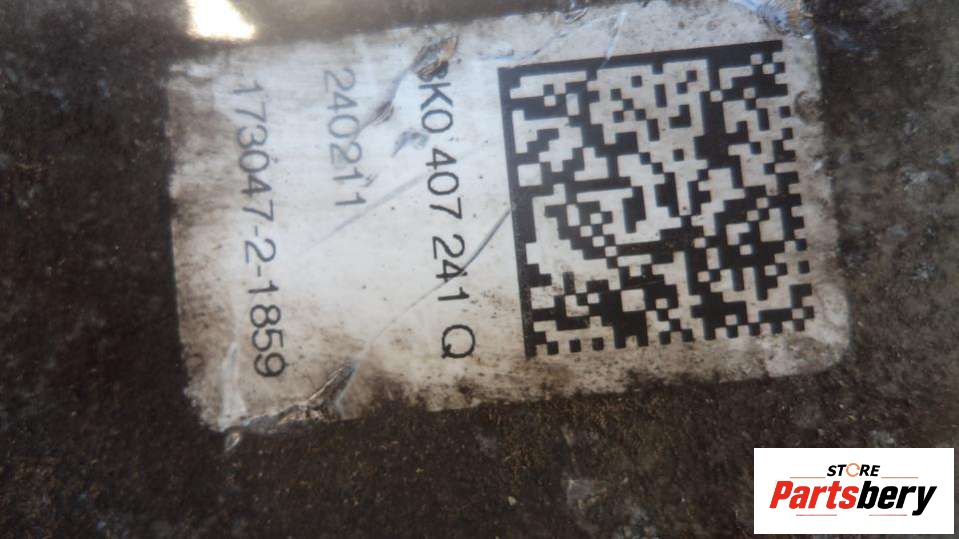 8K0 407 241 Q
240211
173047-2-1859
STORE
Partsbery